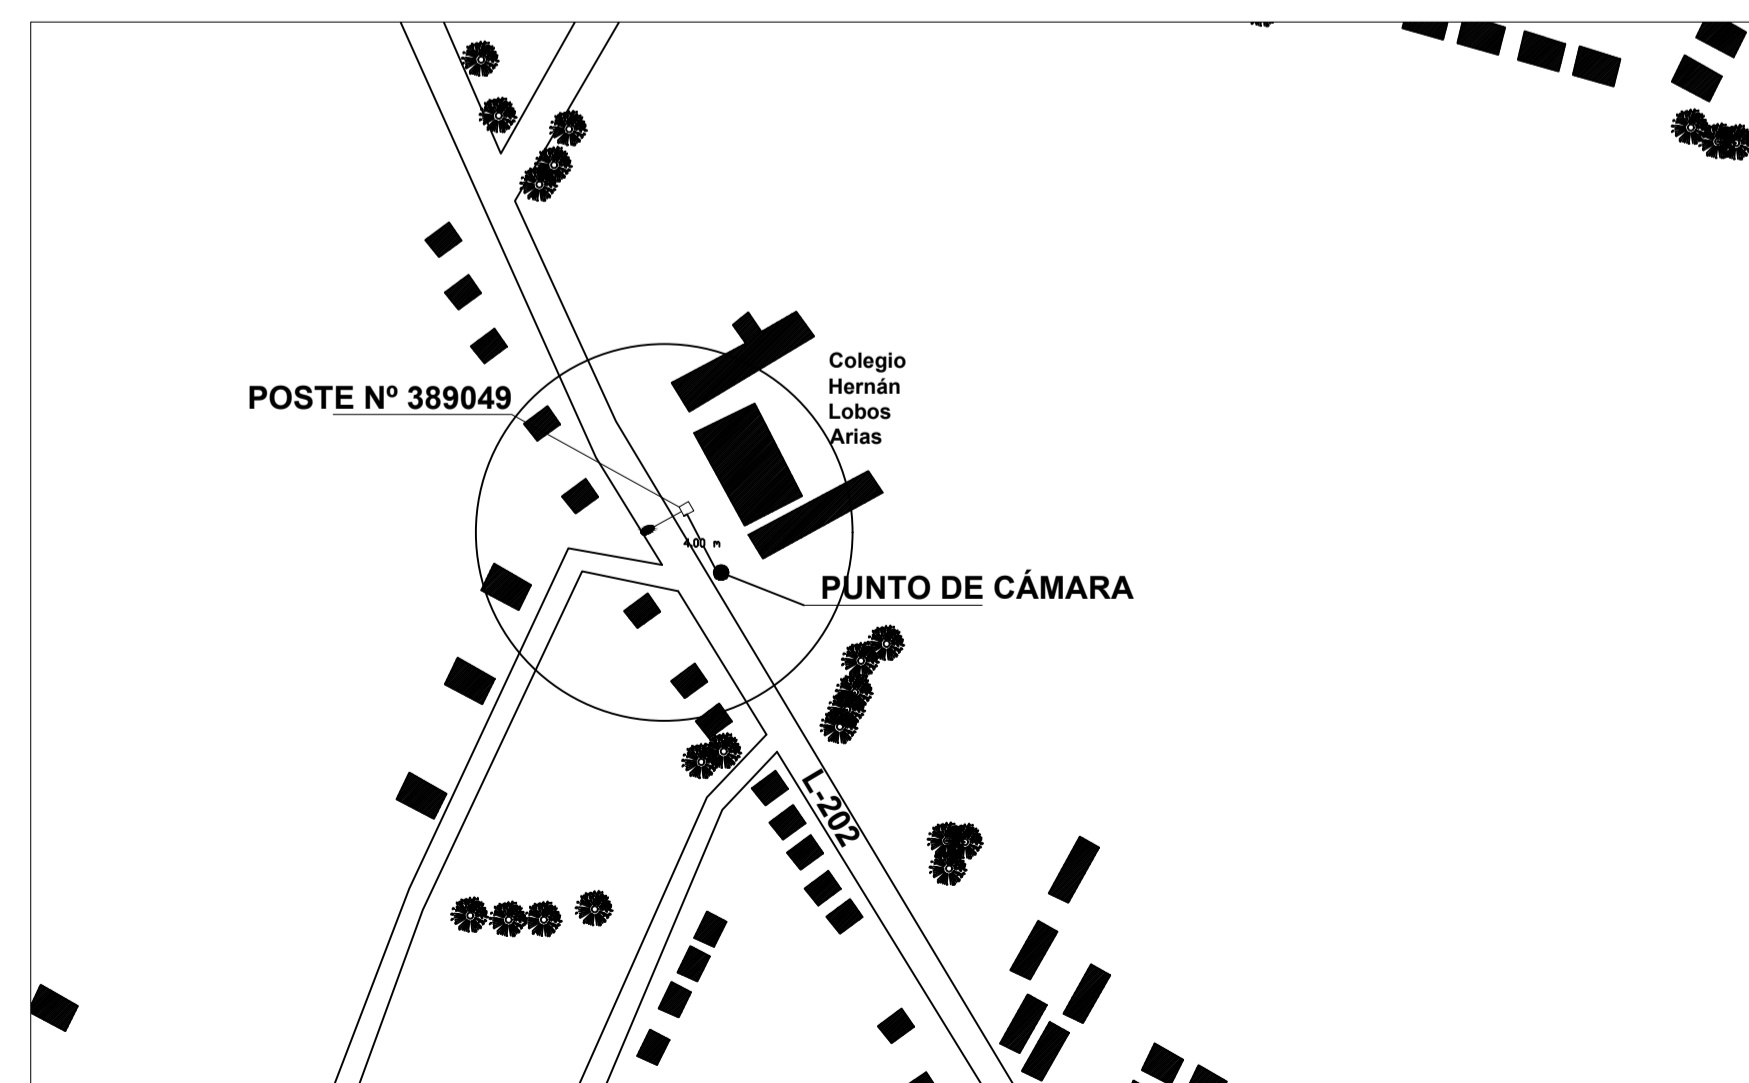 Colegio
Hernán
Lobos
Arias
POSTE Nº 389049
4.00 m
PUNTO DE CÁMARA
L-202